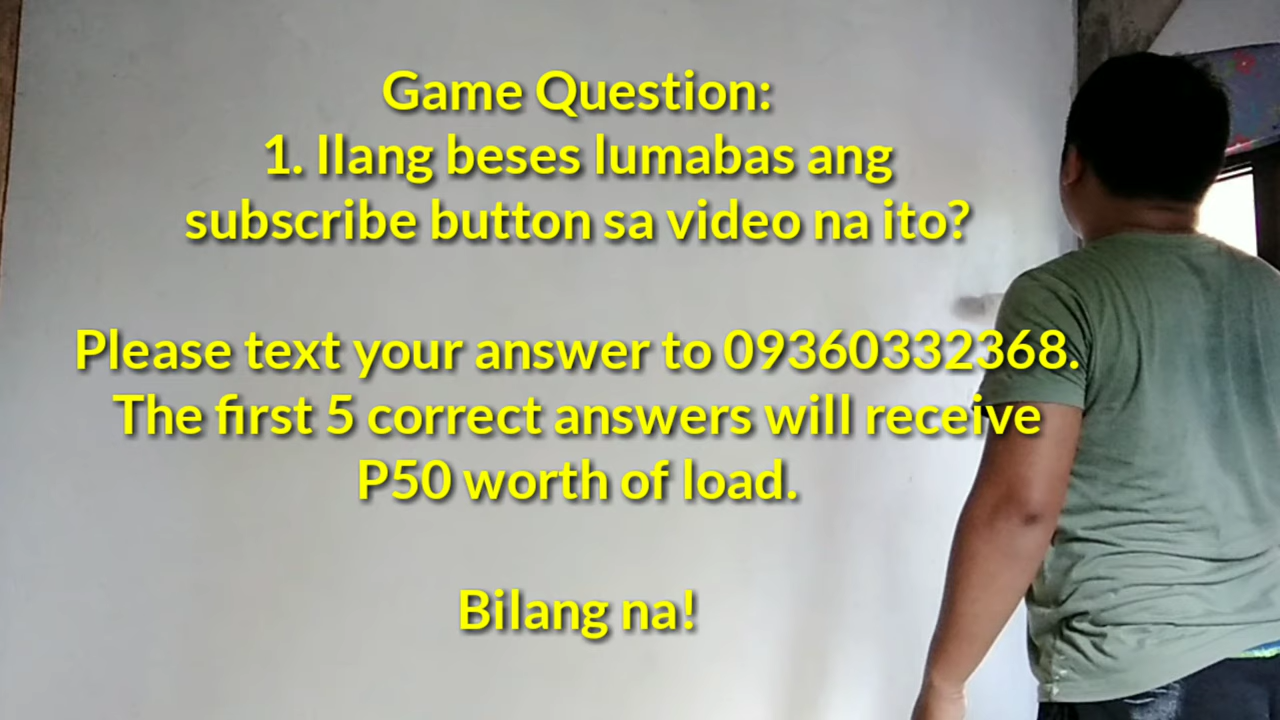 Game Question:
1. Ilang beses lumabas ang
subscribe button sa video na ito?
Please text your answer to 09360332368.
The first 5 correct answers will receive
P50 worth of load.
Bilang na!